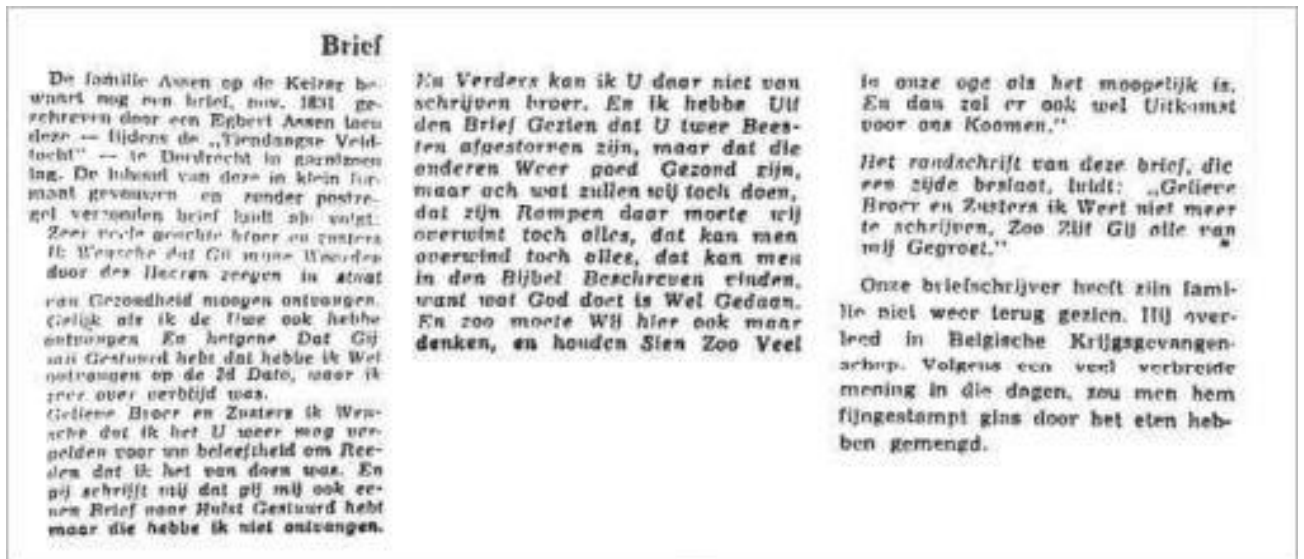 Brief
De familie Assen op de Keizer be-
waart nog een brief, nov. 1831 ge-
schreven door een Egbert Assen toen
deze — tijdens de „Tiendaagse Veld-
tocht" — te Dordrecht in garnizoen
lag. De inhoud van deze in klein for-
maat gevouwen en zonder postze-
gel verzonden brief luidt als volgt:
Zeer veele geachte broer en zusters
Ik Wensche dat Gij mijne Woorden
door des Heeren zeegen in staat
van Gezondheid moogen ontvangen.
Gelijk als ik de Uwe ook hebbe
ontvangen En hetgene Dat Gij
aan Gestuurd hebt dat hebbe ik Wel
ontvangen op de 2d Dato, waar ik
zeer over verblijd was.
Gelieve Broer en Zusters ik Wen-
sche dat ik het U weer mag ver-
gelden voor uw beleeftheid om Ree-
den dat ik het van doen was. En
gij schrijft mij dat gij mij ook ee-
nen Brief naar Hulst Gestuurd hebt
maar die hebbe ik niet ontvangen.
En Verders kan ik U daar niet van
schrijven broer. En ik hebbe Uit
den Brief Gezien dat U twee Bees-
ten afgestorven zijn, maar dat die
anderen Weer goed Gezond zijn,
maar ach wat zullen wij toch doen,
dat zijn Rampen daar moete wij
overwint toch alles, dat kan men
overwind toch alles, dat kan men
in den Bijbel Beschreven vinden,
want wat God doet is Wel Gedaan.
En zoo moete Wij hier ook maar
denken, en houden Sien Zoo Veel
in onze oge als het moogelijk is.
En dan zal er ook wel Uitkomst
voor ons Koomen."
Het randschrift van deze brief, die
een zijde beslaat, luidt: „Gelieve
Broer en Zusters ik Weet niet meer
te schrijven, Zoo Zijt Gij alle van
mij Gegroet."
Onze briefschrijver heeft zijn fami-
lie niet weer terug gezien. Hij over-
leed in Belgische Krijgsgevangen-
schap. Volgens een veel verbreide
mening in die dagen, zou men hem
fijngestampt glas door het eten heb-
ben gemengd.